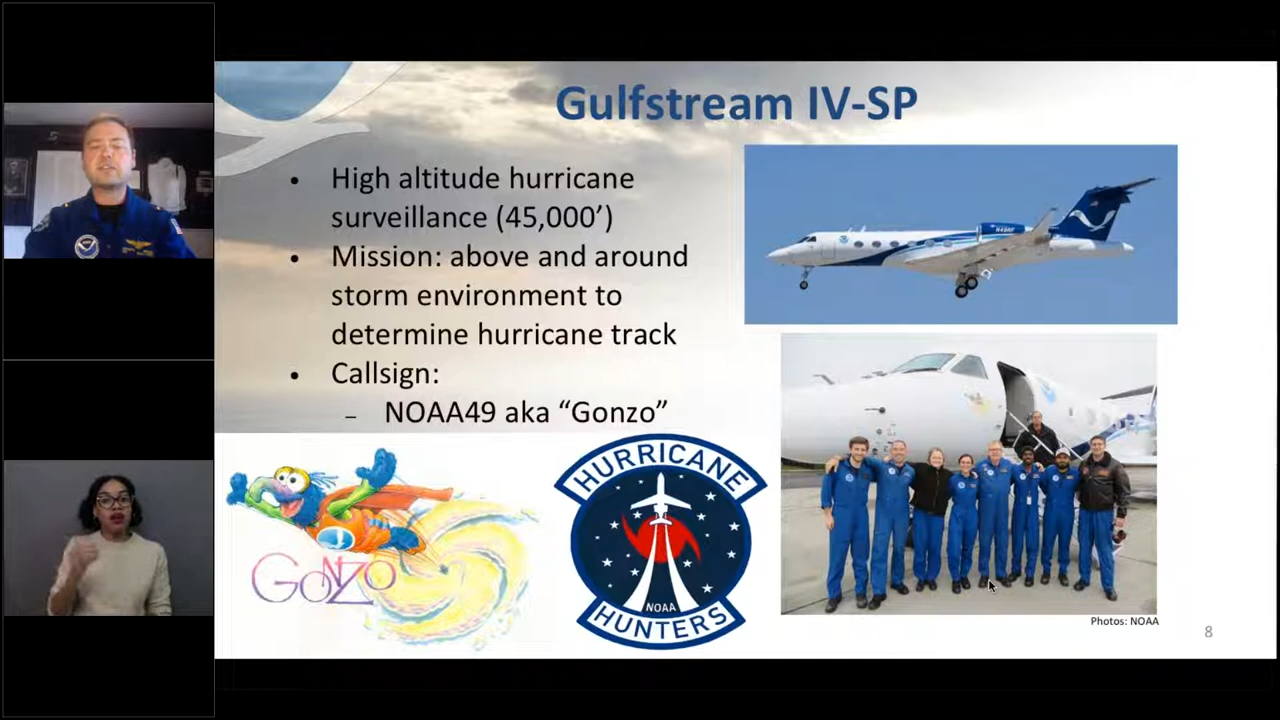 Gulfstream IV-SP
• High altitude hurricane
surveillance (45,000’)
• Mission: above and around
storm environment to
determine hurricane track
• Callsign:
– NOAA49 aka “Gonzo”
GONZO
HURRICANE
NOAA
HUNTERS
N49RF
Photos: NOAA
8